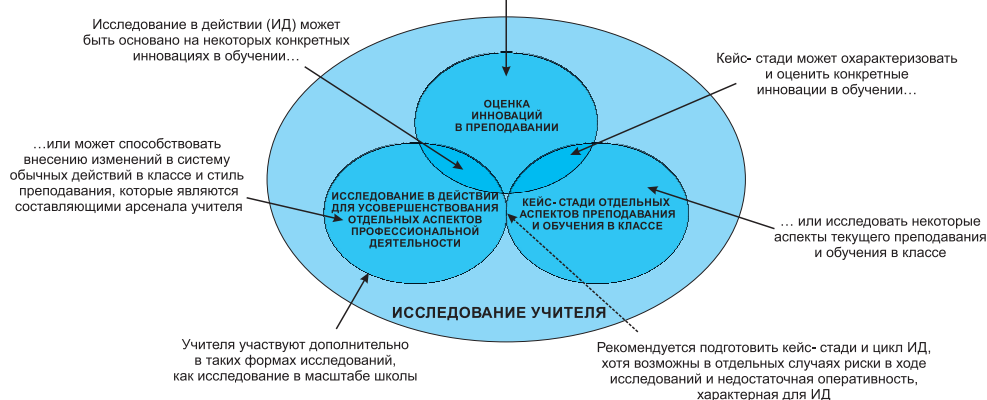 Исследование в действии (ИД) может
быть основано на некоторых конкретных
инновациях в обучении…
Кейс- стади может охарактеризовать
и оценить конкретные
инновации в обучении…
ОЦЕНКА
ИННОВАЦИЙ
В ПРЕПОДАВАНИИ
…или может способствовать
внесению изменений в систему
обычных действий в классе и стиль
преподавания, которые являются
составляющими арсенала учителя
ИССЛЕДОВАНИЕ В ДЕЙСТВИИ
ДЛЯ УСОВЕРШЕНСТВОВАНИЯ
ОТДЕЛЬНЫХ АСПЕКТОВ
ПРОФЕССИОНАЛЬНОЙ
ДЕЯТЕЛЬНОСТИ
КЕЙС- СТАДИ ОТДЕЛЬНЫХ
АСПЕКТОВ ПРЕПОДАВАНИЯ
И ОБУЧЕНИЯ В КЛАССЕ
… или исследовать некоторые
аспекты текущего преподавания
и обучения в классе
ИССЛЕДОВАНИЕ УЧИТЕЛЯ
Учителя участвуют дополнительно
в таких формах исследований,
как исследование в масштабе школы
Рекомендуется подготовить кейс- стади и цикл ИД,
хотя возможны в отдельных случаях риски в ходе
исследований и недостаточная оперативность,
характерная для ИД